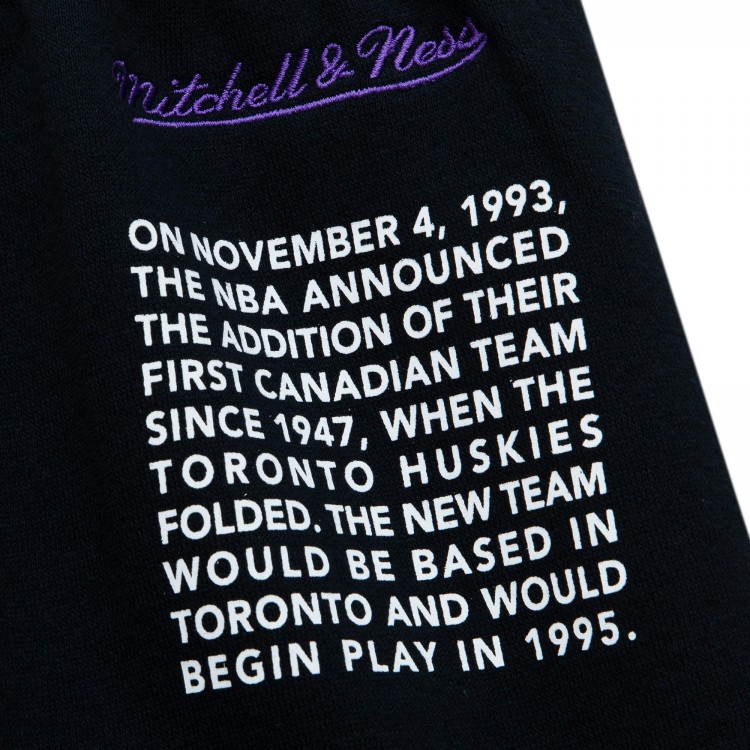 Mitchell & Ness
ON NOVEMBER 4, 1993,
THE NBA ANNOUNCED
THE ADDITION OF THEIR
FIRST CANADIAN TEAM
SINCE 1947, WHEN THE
TORONTO HUSKIES
FOLDED. THE NEW TEAM
WOULD BE BASED IN
TORONTO AND WOULD
BEGIN PLAY IN 1995.